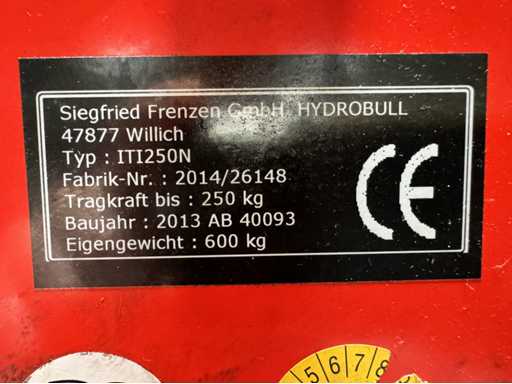 Siegfried Frenzen GmbH, HYDROBULL
47877 Willich
Typ : ITI250N
Fabrik-Nr. : 2014/26148
Tragkraft bis : 250 kg
Baujahr : 2013 AB 40093
Eigengewicht : 600 kg
CE
5 6 7 8